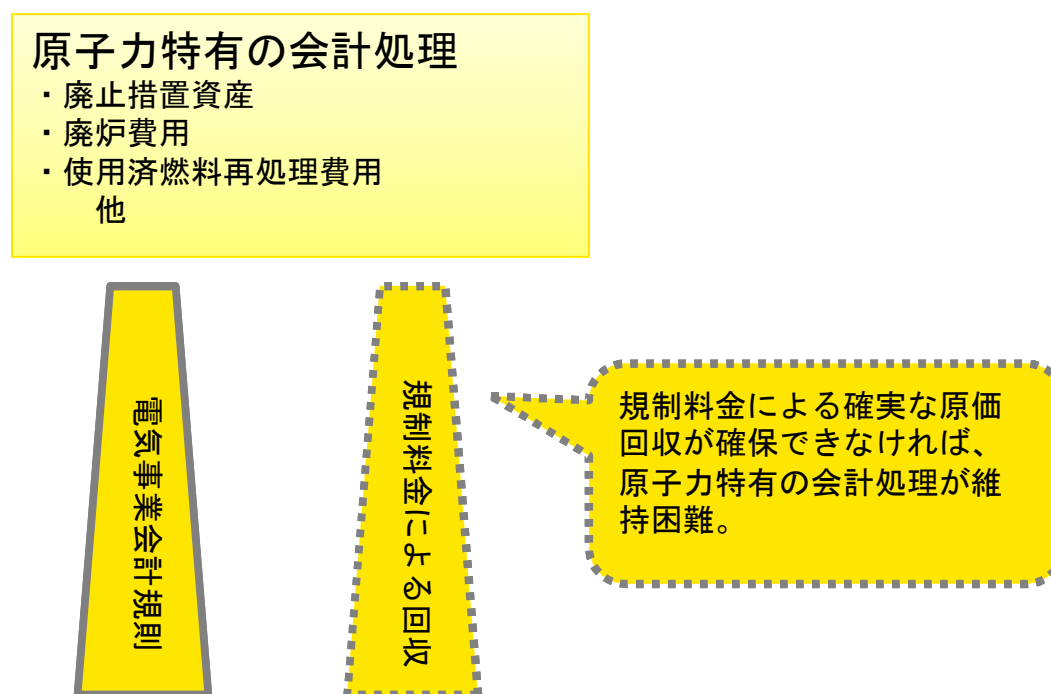 原子力特有の会計処理
・廃止措置資産
・廃炉費用
・使用済燃料再処理費用
他
電気事業会計規則
規制料金による回収
規制料金による確実な原価
回収が確保できなければ、
原子力特有の会計処理が維
持困難。